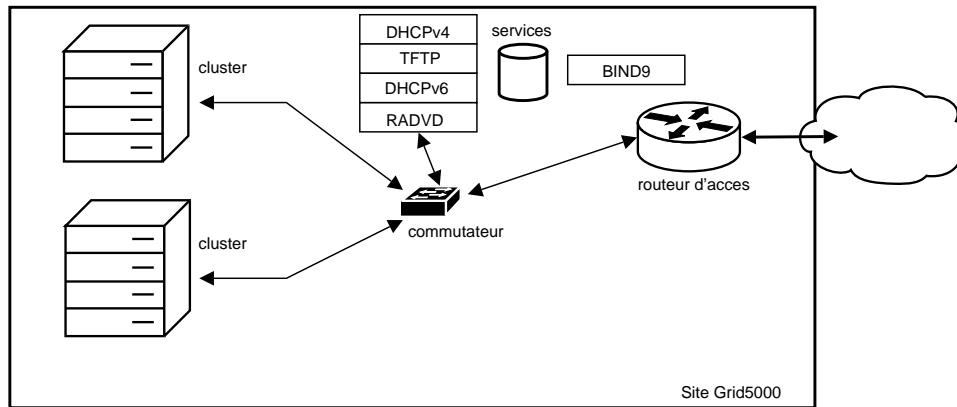 DHCPv4
services
TFTP
cluster
BIND9
DHCPv6
RADVD
routeur d'acces
commutateur
cluster
Site Grid5000